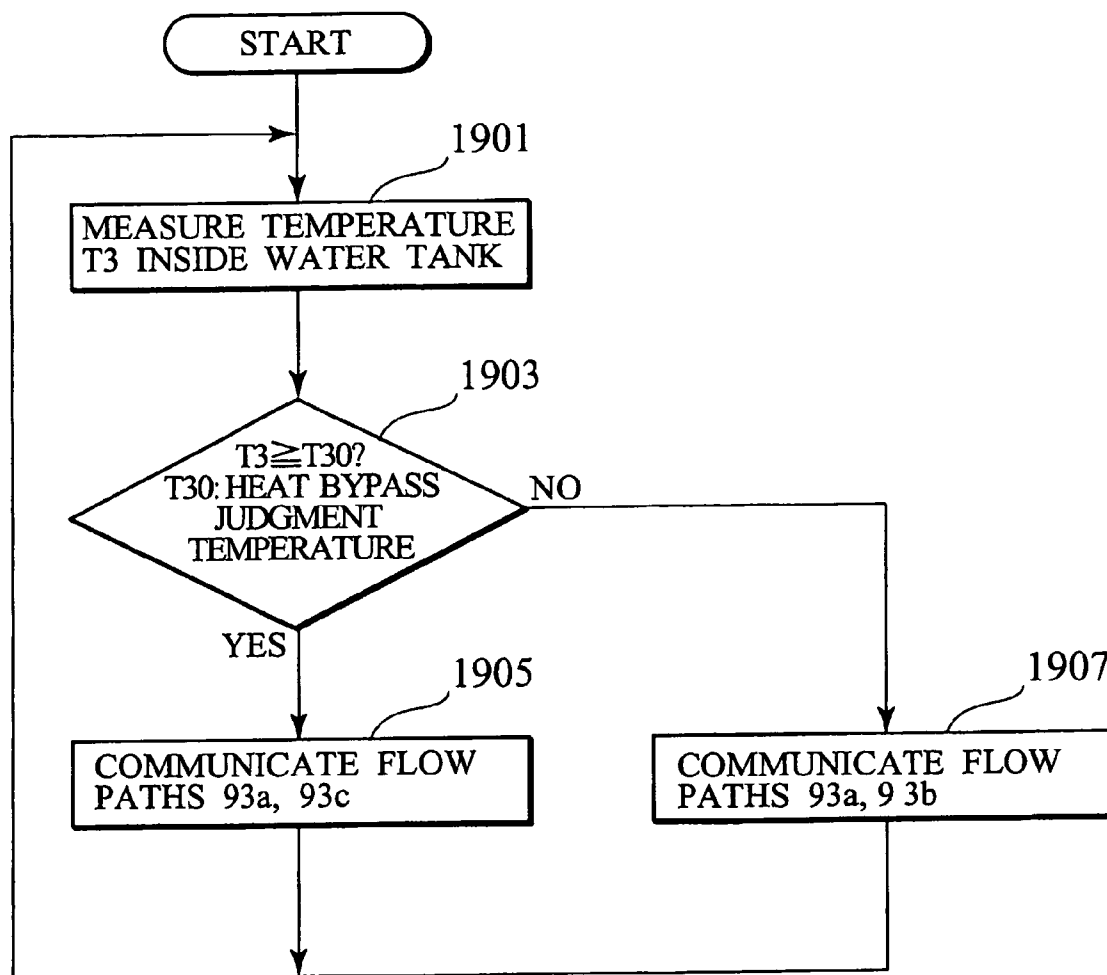 START
1901
MEASURE TEMPERATURE
T3 INSIDE WATER TANK
1903
T3≧T30?
T30: HEAT BYPASS
JUDGMENT
TEMPERATURE
NO
YES
1905
COMMUNICATE FLOW
PATHS 93a, 93c
1907
COMMUNICATE FLOW
PATHS 93a, 9 3b